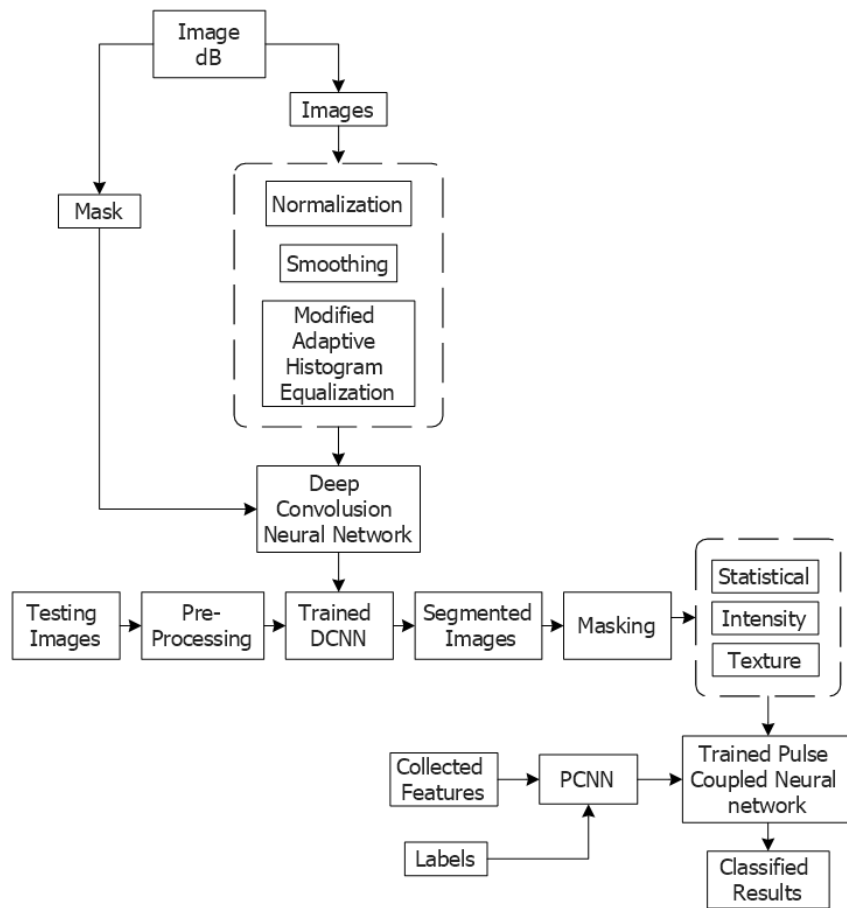 Image
dB
Images
Mask
Normalization
Smoothing
Modified
Adaptive
Histogram
Equalization
Deep
Convolusion
Neural Network
Testing
Images
Pre-
Processing
Trained
DCNN
Segmented
Images
Masking
Statistical
Intensity
Texture
Collected
Features
PCNN
Trained Pulse
Coupled Neural
network
Labels
Classified
Results